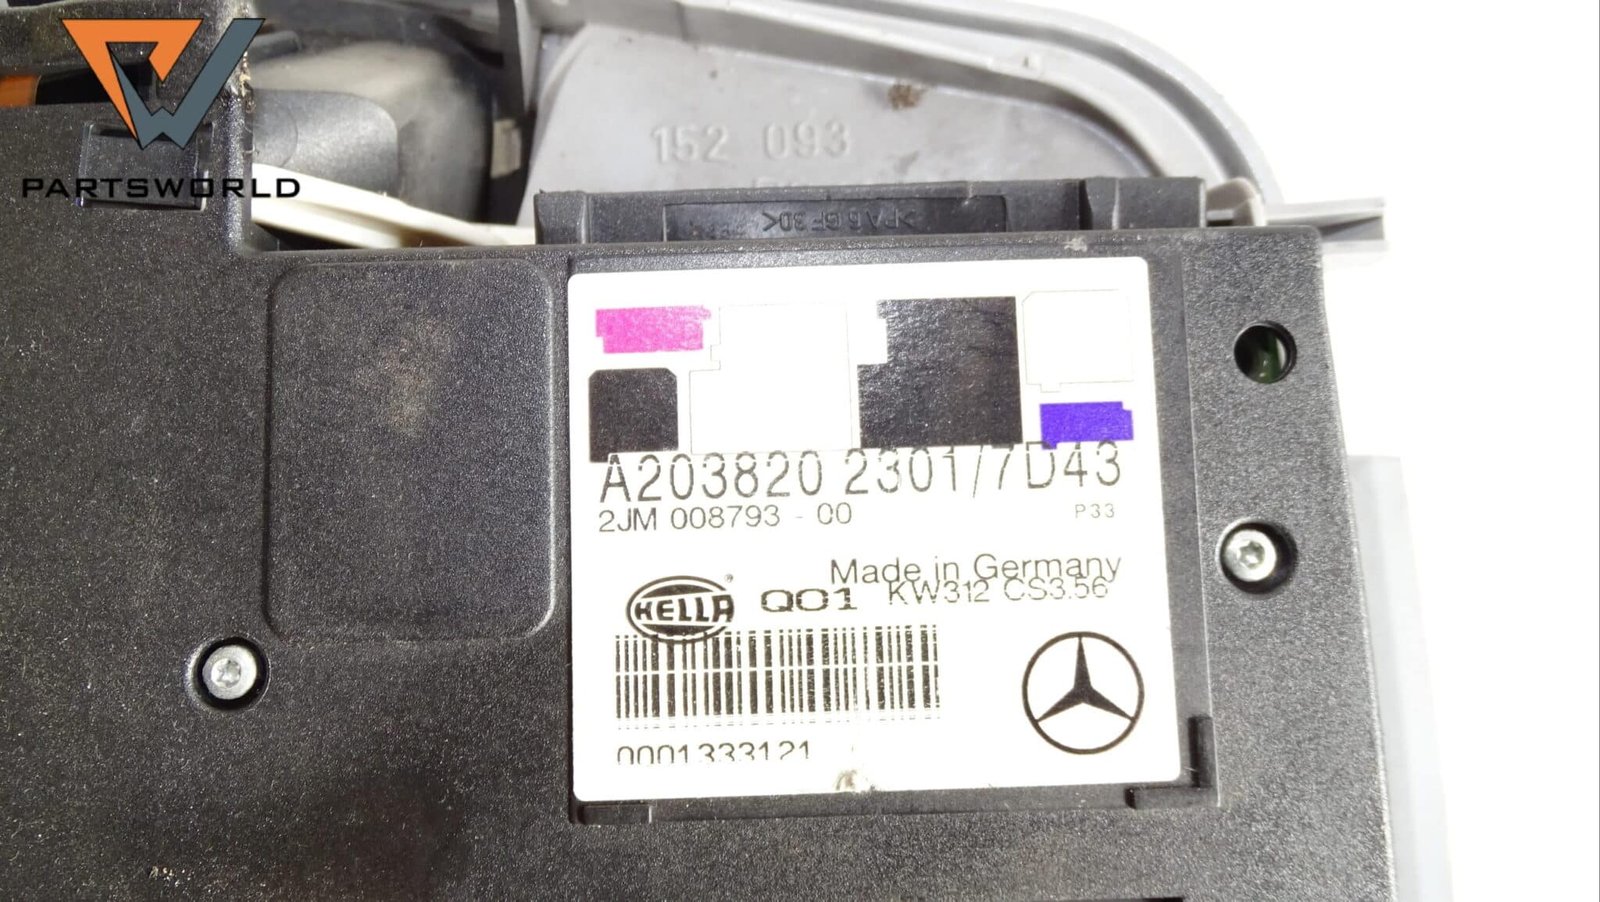 PARTSWORLD
152 093
>PA6 GF30<
A203820 2301/7D43
2JM 008793 - 00
P33
Made in Germany
HELLA
Q01 KW312 CS3.56
0001333121